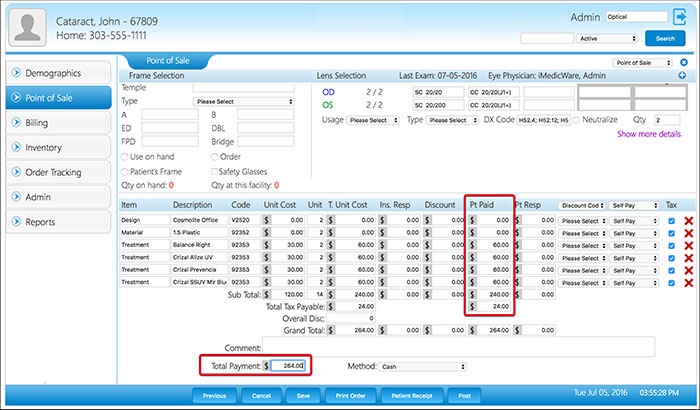 Cataract, John - 67809
Home: 303-555-1111
Admin Optical
Active Search
Demographics
Point of Sale
Billing
Inventory
Order Tracking
Admin
Reports
Point of Sale Point of Sale
Frame Selection Lens Selection Last Exam: 07-05-2016 Eye Physician: iMedicWare, Admin
Temple
Type Please Select
A B
ED DBL
FPD Bridge
Use on hand Order
Patient's Frame Safety Glasses
Qty on hand: 0 Qty at this facility: 0
OD 2 / 2 SC 20/20 CC 20/20(J1+)
OS 2 / 2 SC 20/200 CC 20/20(J1+)
Usage Please Select Type Please Select DX Code H52.4; H52.12; H5 Neutralize Qty 2
Show more details
Item Description Code Unit Cost Unit T. Unit Cost Ins. Resp Discount Pt Paid Pt Resp Discount Cod Self Pay Tax
Design Cosmolite Office V2520 $ 0.00 2 $ 0.00 $ 0.00 $ 0.00 $ 0.00 $ 0.00 Please Select Self Pay
Material 1.5 Plastic 92352 $ 0.00 2 $ 0.00 $ 0.00 $ 0.00 $ 0.00 $ 0.00 Please Select Self Pay
Treatment Balance Right 92353 $ 30.00 2 $ 60.00 $ 0.00 $ 0.00 $ 60.00 $ 0.00 Please Select Self Pay
Treatment Crizal Alize UV 92353 $ 30.00 2 $ 60.00 $ 0.00 $ 0.00 $ 60.00 $ 0.00 Please Select Self Pay
Treatment Crizal Prevencia 92353 $ 30.00 2 $ 60.00 $ 0.00 $ 0.00 $ 60.00 $ 0.00 Please Select Self Pay
Treatment Crizal SSUV Mir Blu 92353 $ 30.00 2 $ 60.00 $ 0.00 $ 0.00 $ 60.00 $ 0.00 Please Select Self Pay
Sub Total: $ 120.00 14 $ 240.00 $ 0.00 $ 0.00 $ 240.00 $ 0.00
Total Tax Payable: $ 24.00 $ 24.00
Overall Disc: 0
Grand Total: $ 264.00 $ 0.00 $ 0.00 $ 264.00 $ 0.00
Comment:
Total Payment: $ 264.00 Method: Cash
Previous Cancel Save Print Order Patient Receipt Post Tue Jul 05, 2016 03:55:28 PM